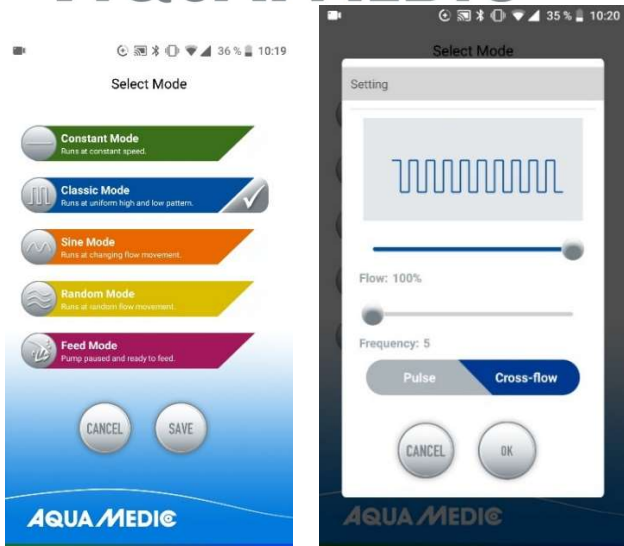 36 % 10:19
Select Mode
Constant Mode
Runs at constant speed.
Classic Mode
Runs at uniform high and low pattern.
Sine Mode
Runs at changing flow movement.
Random Mode
Runs at random flow movement.
Feed Mode
Pump paused and ready to feed.
CANCEL SAVE
AQUA MEDIC
35 % 10:20
Select Mode
Setting
Flow: 100%
Frequency: 5
Pulse Cross-flow
CANCEL OK
AQUA MEDIC